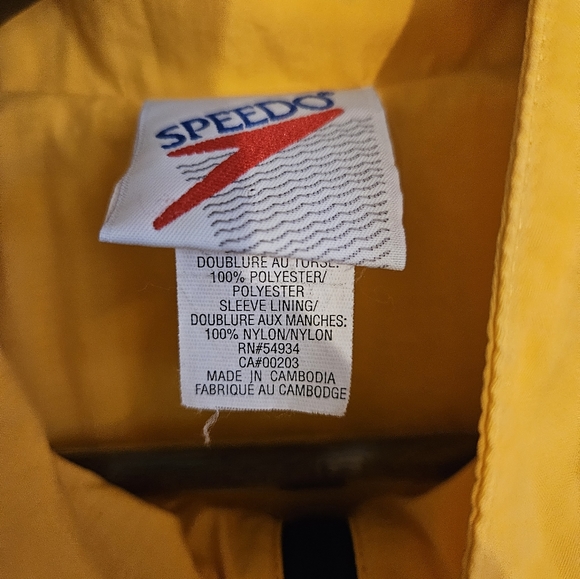 SPEEDO®
DOUBLURE AU TORSE:
100% POLYESTER/
POLYESTER
SLEEVE LINING/
DOUBLURE AUX MANCHES:
100% NYLON/NYLON
RN#54934
CA#00203
MADE IN CAMBODIA
FABRIQUÉ AU CAMBODGE